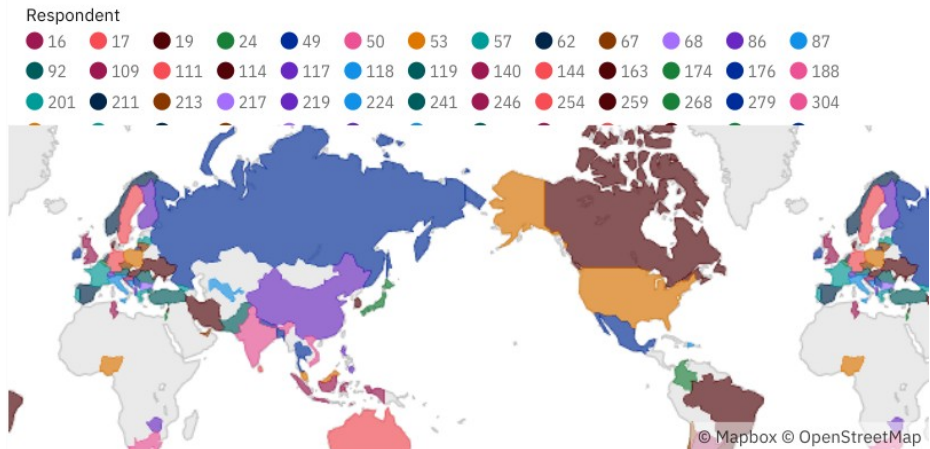 Respondent
16 17 19 24 49 50 53 57 62 67 68 86 87
92 109 111 114 117 118 119 140 144 163 174 176 188
201 211 213 217 219 224 241 246 254 259 268 279 304
© Mapbox © OpenStreetMap